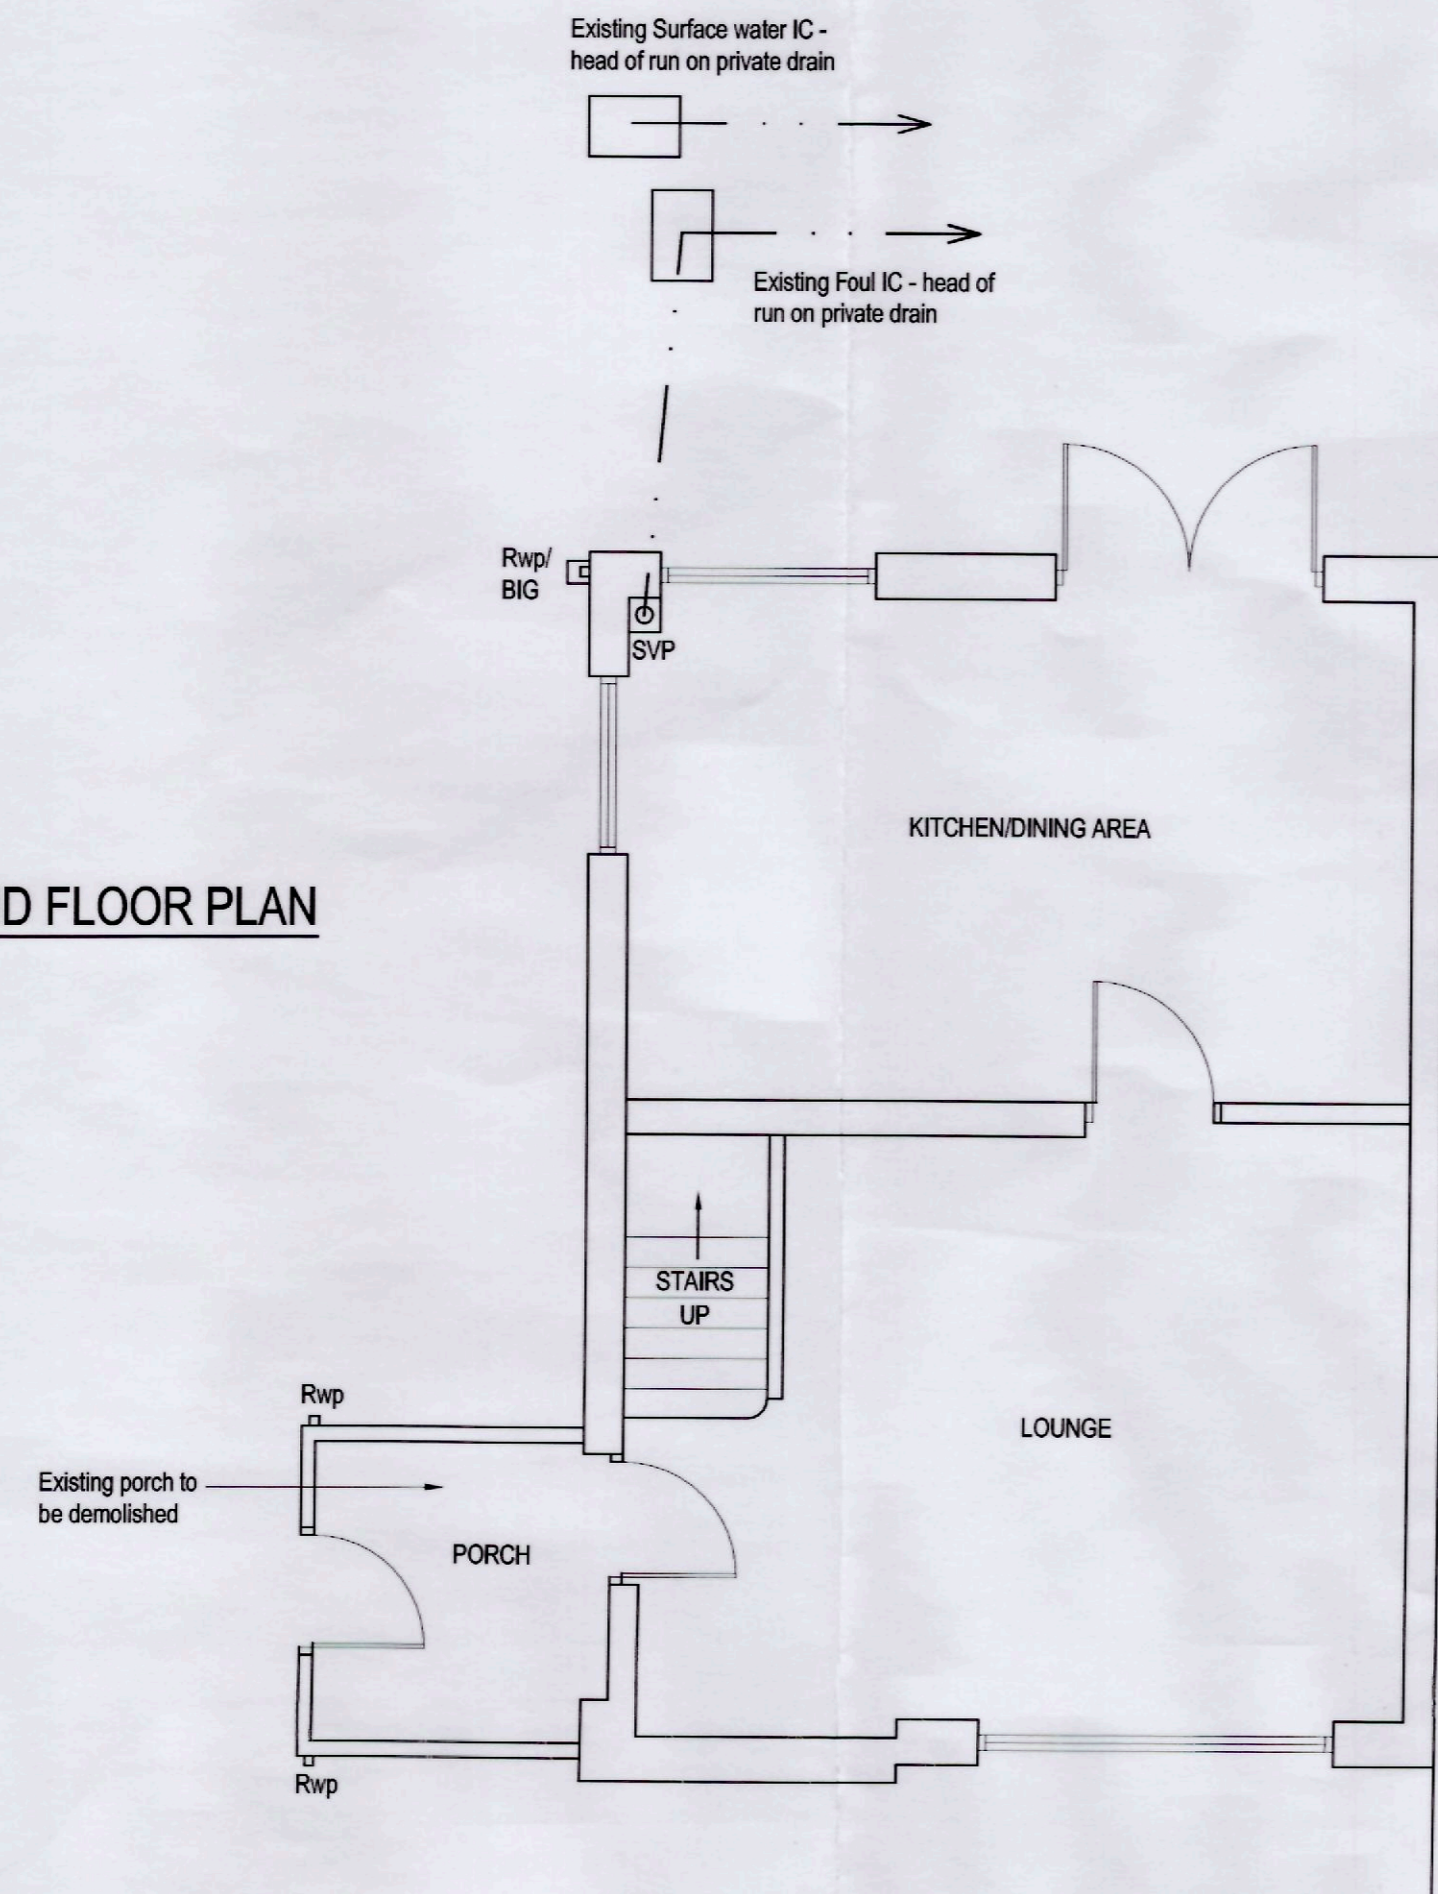 Existing Surface water IC -
head of run on private drain
Existing Foul IC - head of
run on private drain
Rwp/
BIG
SVP
KITCHEN/DINING AREA
D FLOOR PLAN
STAIRS
UP
Rwp
LOUNGE
Existing porch to
be demolished
PORCH
Rwp